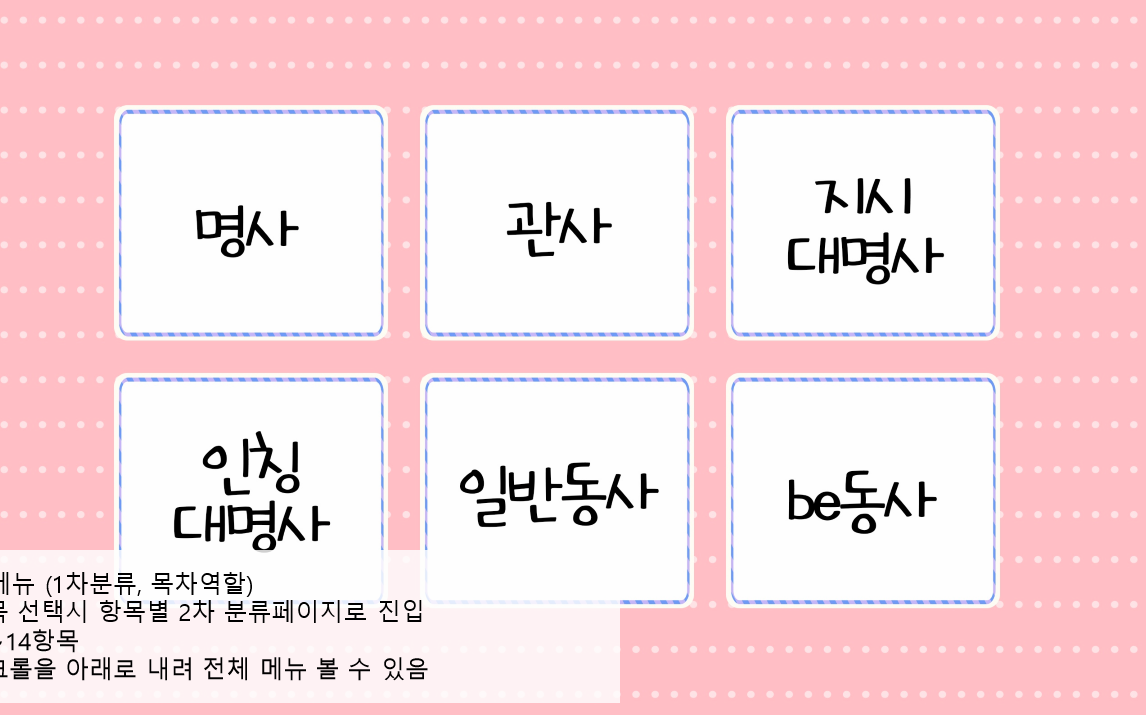 명사
관사
지시
대명사
인칭
대명사
일반동사
be동사
메뉴 (1차분류, 목차역할)
선택시 항목별 2차 분류페이지로 진입
14항목
아래로 내려 전체 메뉴 볼 수 있음